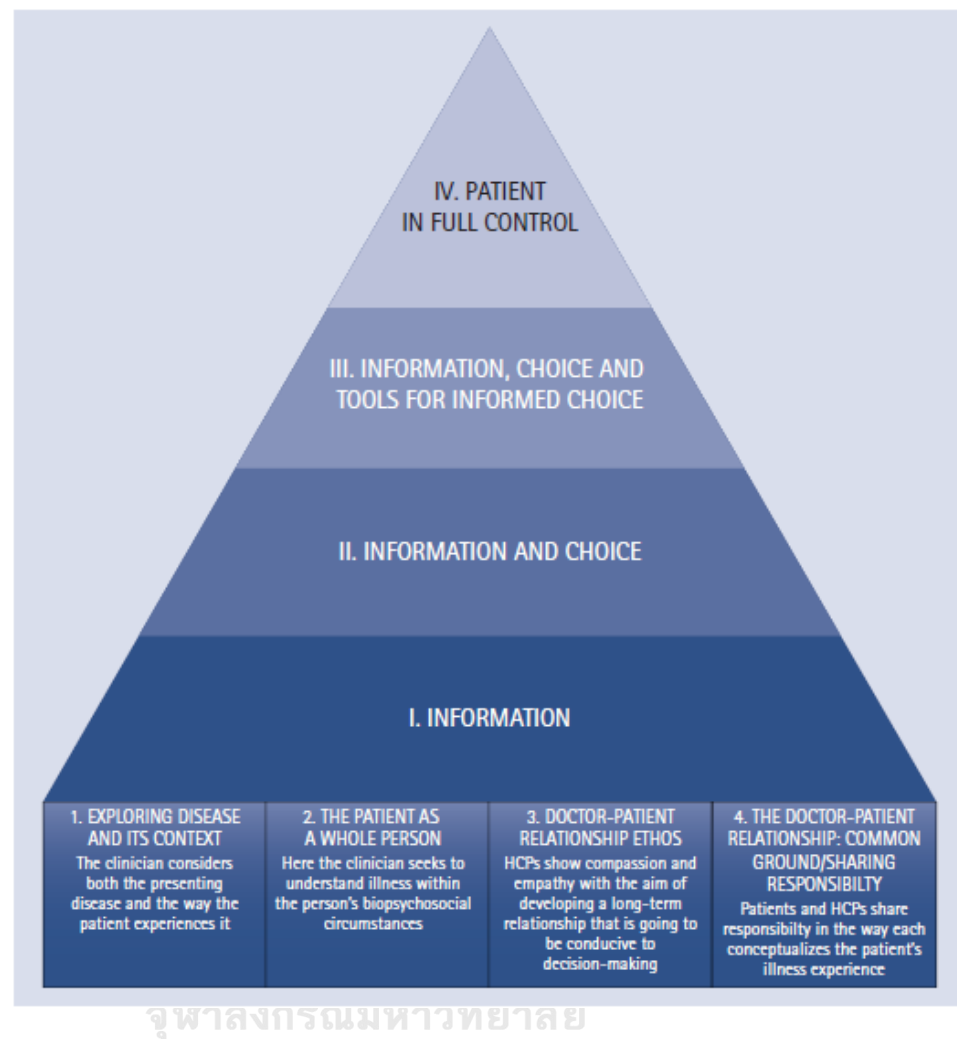 IV. PATIENT
IN FULL CONTROL
III. INFORMATION, CHOICE AND
TOOLS FOR INFORMED CHOICE
II. INFORMATION AND CHOICE
I. INFORMATION
1. EXPLORING DISEASE
AND ITS CONTEXT
The clinician considers
both the presenting
disease and the way the
patient experiences it
2. THE PATIENT AS
A WHOLE PERSON
Here the clinician seeks to
understand illness within
the person's biopsychosocial
circumstances
3. DOCTOR-PATIENT
RELATIONSHIP ETHOS
HCPs show compassion and
empathy with the aim of
developing a long-term
relationship that is going to
be conducive to
decision-making
4. THE DOCTOR-PATIENT
RELATIONSHIP: COMMON
GROUND/SHARING
RESPONSIBILTY
Patients and HCPs share
responsibilty in the way each
conceptualizes the patient's
illness experience
จุฬาลงกรณ์มหาวิทยาลัย